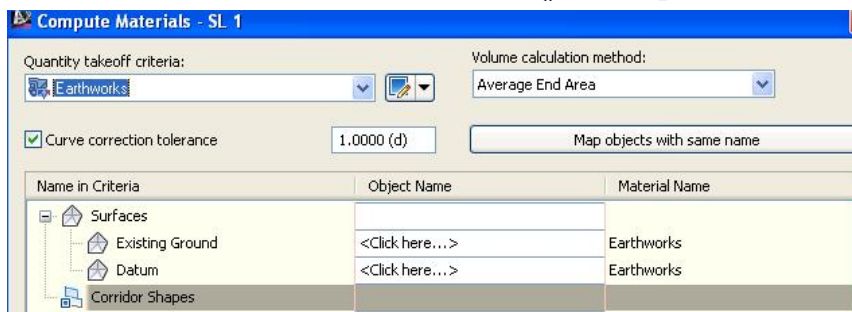 Compute Materials - SL 1
Quantity takeoff criteria:
Volume calculation method:
Earthworks
Average End Area
Curve correction tolerance
1.0000 (d)
Map objects with same name
Name in Criteria Object Name Material Name
Surfaces
Existing Ground <Click here...> Earthworks
Datum <Click here...> Earthworks
Corridor Shapes